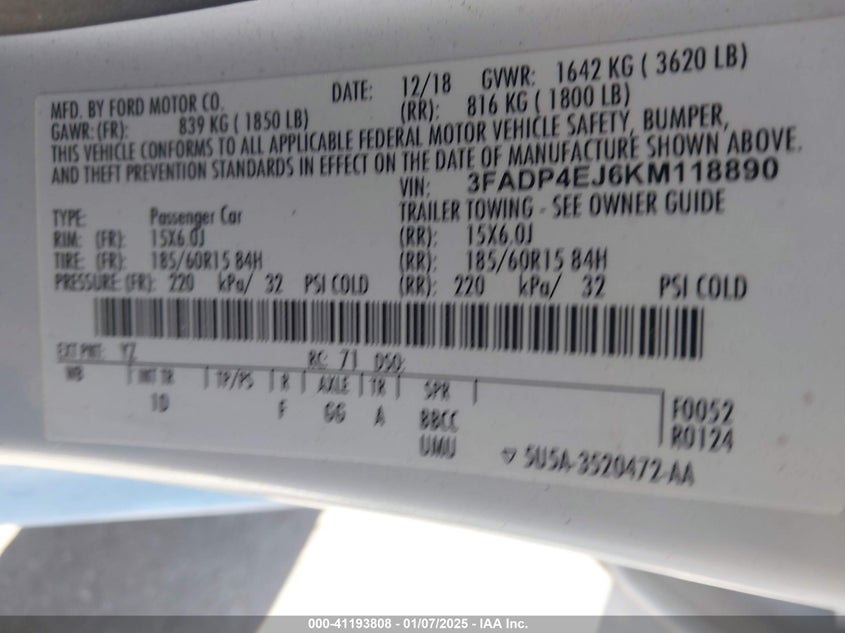 MFD. BY FORD MOTOR CO. DATE: 12/18 GVWR: 1642 KG ( 3620 LB)
GAWR: (FR): 839 KG ( 1850 LB) (RR): 816 KG ( 1800 LB)
THIS VEHICLE CONFORMS TO ALL APPLICABLE FEDERAL MOTOR VEHICLE SAFETY, BUMPER,
AND THEFT PREVENTION STANDARDS IN EFFECT ON THE DATE OF MANUFACTURE SHOWN ABOVE.
VIN: 3FADP4EJ6KM118890
TYPE: Passenger Car TRAILER TOWING - SEE OWNER GUIDE
RIM: (FR): 15X6.0J (RR): 15X6.0J
TIRE: (FR): 185/60R15 84H (RR): 185/60R15 84H
PRESSURE: (FR): 220 kPa/ 32 PSI COLD (RR): 220 kPa/ 32 PSI COLD
EXT PNT: YZ RC: 71 DSO:
WB INT TR TP/PS R AXLE TR SPR
10 F GG A BBCC F0052
UMU R0124
5U5A-3520472-AA
000-41193808 - 01/07/2025 - IAA Inc.